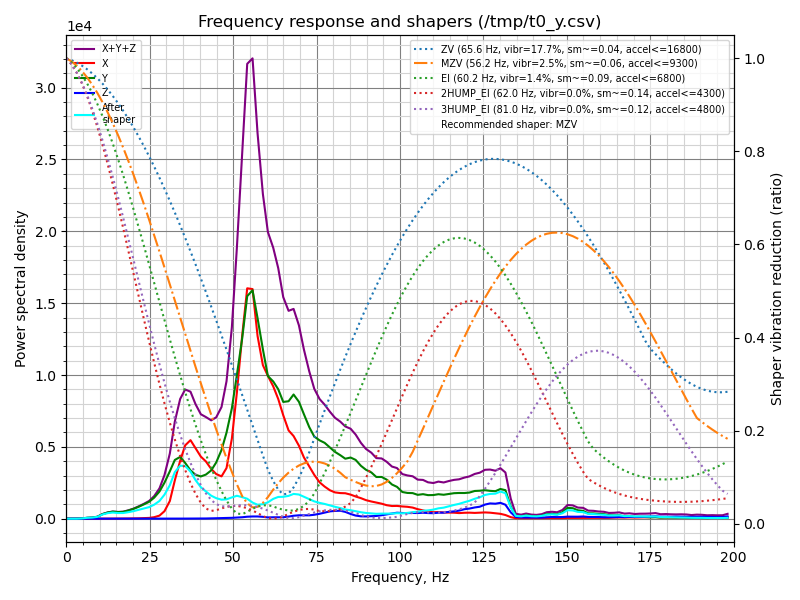 Frequency response and shapers (/tmp/t0_y.csv)
1e4
X+Y+Z
X
Y
Z
After
shaper
ZV (65.6 Hz, vibr=17.7%, sm~=0.04, accel<=16800)
MZV (56.2 Hz, vibr=2.5%, sm~=0.06, accel<=9300)
EI (60.2 Hz, vibr=1.4%, sm~=0.09, accel<=6800)
2HUMP_EI (62.0 Hz, vibr=0.0%, sm~=0.14, accel<=4300)
3HUMP_EI (81.0 Hz, vibr=0.0%, sm~=0.12, accel<=4800)
Recommended shaper: MZV
Power spectral density
3.0
2.5
2.0
1.5
1.0
0.5
0.0
1.0
0.8
0.6
0.4
0.2
0.0
Shaper vibration reduction (ratio)
0 25 50 75 100 125 150 175 200
Frequency, Hz